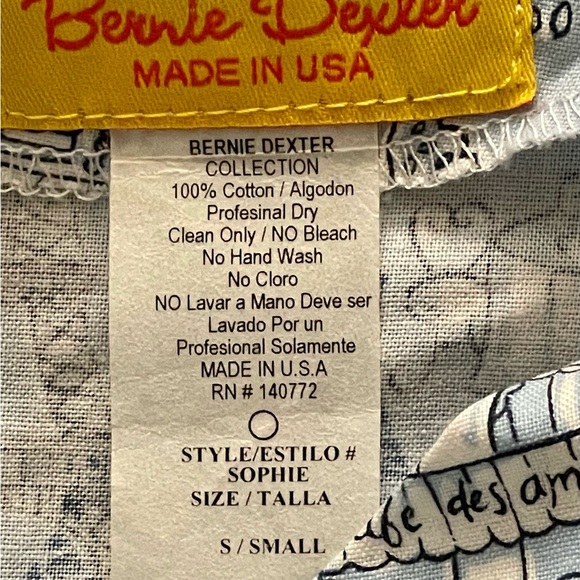 Bernie Dexter
MADE IN USA
BERNIE DEXTER
COLLECTION
100% Cotton / Algodon
Profesinal Dry
Clean Only / NO Bleach
No Hand Wash
No Cloro
NO Lavar a Mano Deve ser
Lavado Por un
Profesional Solamente
MADE IN U.S.A
RN # 140772
STYLE/ESTILO #
SOPHIE
SIZE / TALLA
S / SMALL
des am